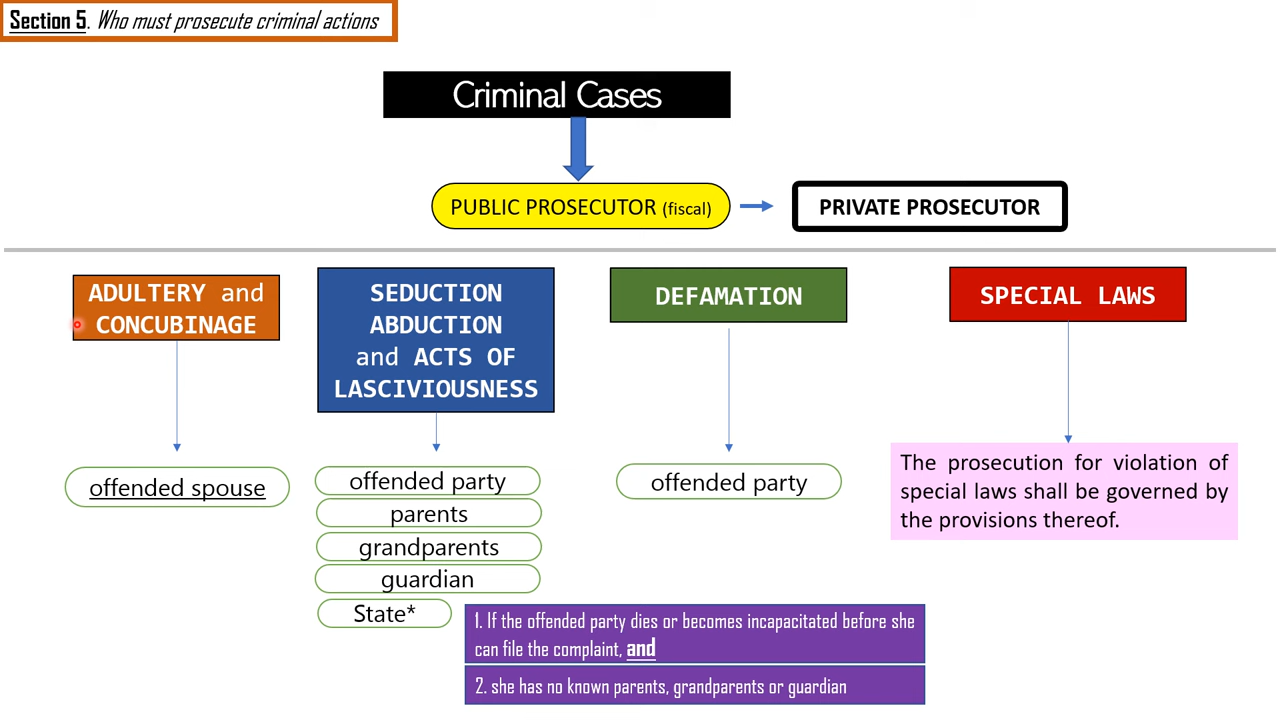 Section 5. Who must prosecute criminal actions
Criminal Cases
PUBLIC PROSECUTOR (fiscal)
PRIVATE PROSECUTOR
ADULTERY and
CONCUBINAGE
offended spouse
SEDUCTION
ABDUCTION
and ACTS OF
LASCIVIOUSNESS
offended party
parents
grandparents
guardian
State*
1. If the offended party dies or becomes incapacitated before she
can file the complaint, and
2. she has no known parents, grandparents or guardian
DEFAMATION
offended party
SPECIAL LAWS
The prosecution for violation of
special laws shall be governed by
the provisions thereof.